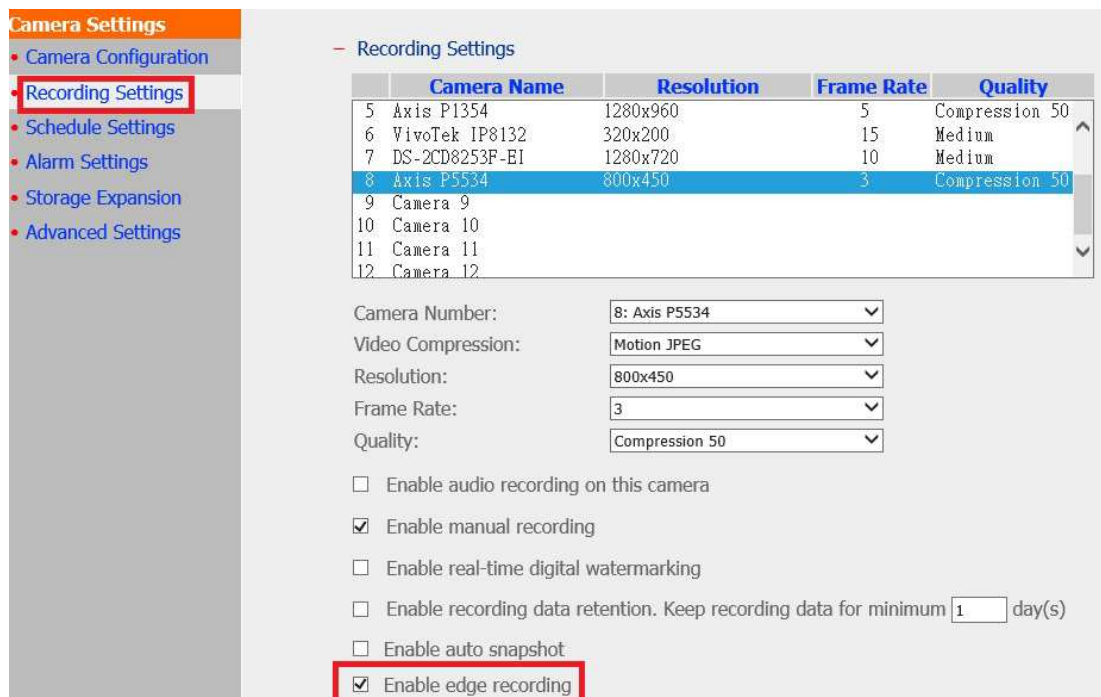 Camera Settings
Camera Configuration
Recording Settings
Schedule Settings
Alarm Settings
Storage Expansion
Advanced Settings
− Recording Settings
Camera Name Resolution Frame Rate Quality
5 Axis P1354 1280x960 5 Compression 50
6 VivoTek IP8132 320x200 15 Medium
7 DS-2CD8253F-EI 1280x720 10 Medium
8 Axis P5534 800x450 3 Compression 50
9 Camera 9
10 Camera 10
11 Camera 11
12 Camera 12
Camera Number: 8: Axis P5534
Video Compression: Motion JPEG
Resolution: 800x450
Frame Rate: 3
Quality: Compression 50
Enable audio recording on this camera
Enable manual recording
Enable real-time digital watermarking
Enable recording data retention. Keep recording data for minimum 1 day(s)
Enable auto snapshot
Enable edge recording